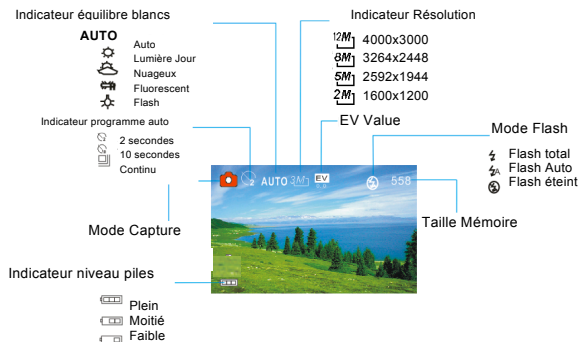 Indicateur équilibre blancs
AUTO
Auto
Lumière Jour
Nuageux
Fluorescent
Flash
Indicateur programme auto
2 secondes
10 secondes
Continu
Mode Capture
Indicateur niveau piles
Plein
Moitié
Faible
Indicateur Résolution
12M 4000x3000
8M 3264x2448
5M 2592x1944
2M 1600x1200
EV Value
Mode Flash
Flash total
Flash Auto
Flash éteint
Taille Mémoire
2 AUTO 3M EV 558